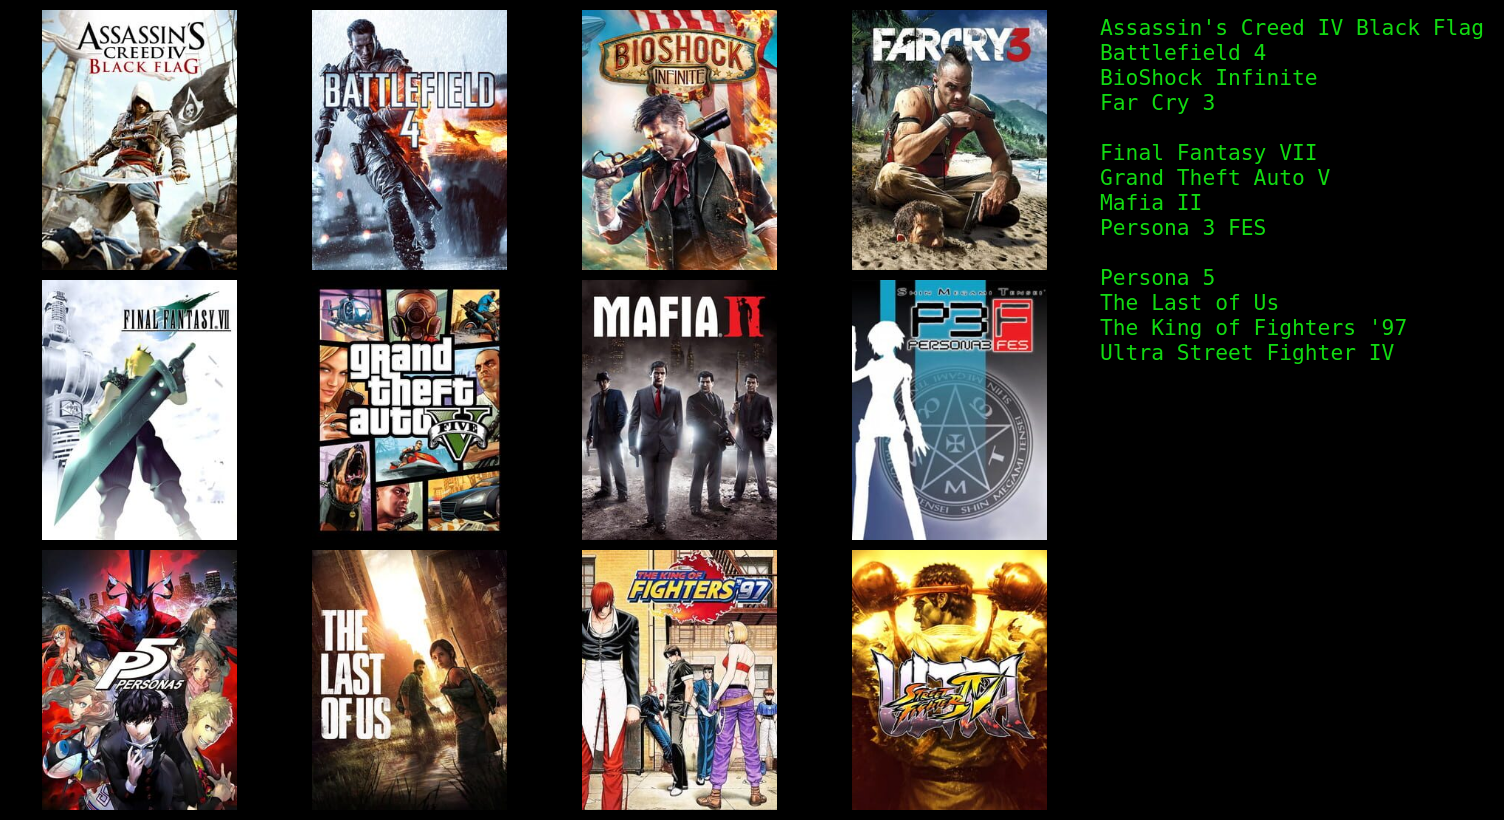 ASSASSIN'S
CREED IV
BLACK FLAG
BATTLEFIELD
4
BIOSHOCK
INFINITE
FARCRY3
FINAL FANTASY VII
grand
theft
auto
FIVE
MAFIA II
SHIN MEGAMI TENSEI
P3F
PERSONA3 FES
SHIN MEGAMI TENSEI
P5
PERSONA5
THE
LAST
OF US
THE KING OF
FIGHTERS '97
ULTRA
STREET FIGHTER IV
Assassin's Creed IV Black Flag
Battlefield 4
BioShock Infinite
Far Cry 3
Final Fantasy VII
Grand Theft Auto V
Mafia II
Persona 3 FES
Persona 5
The Last of Us
The King of Fighters '97
Ultra Street Fighter IV